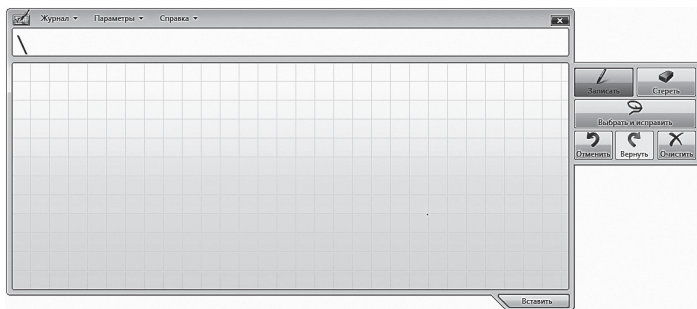 Журнал Параметры Справка
\
Записать Стереть
Выбрать и исправить
Отменить Вернуть Очистить
Вставить